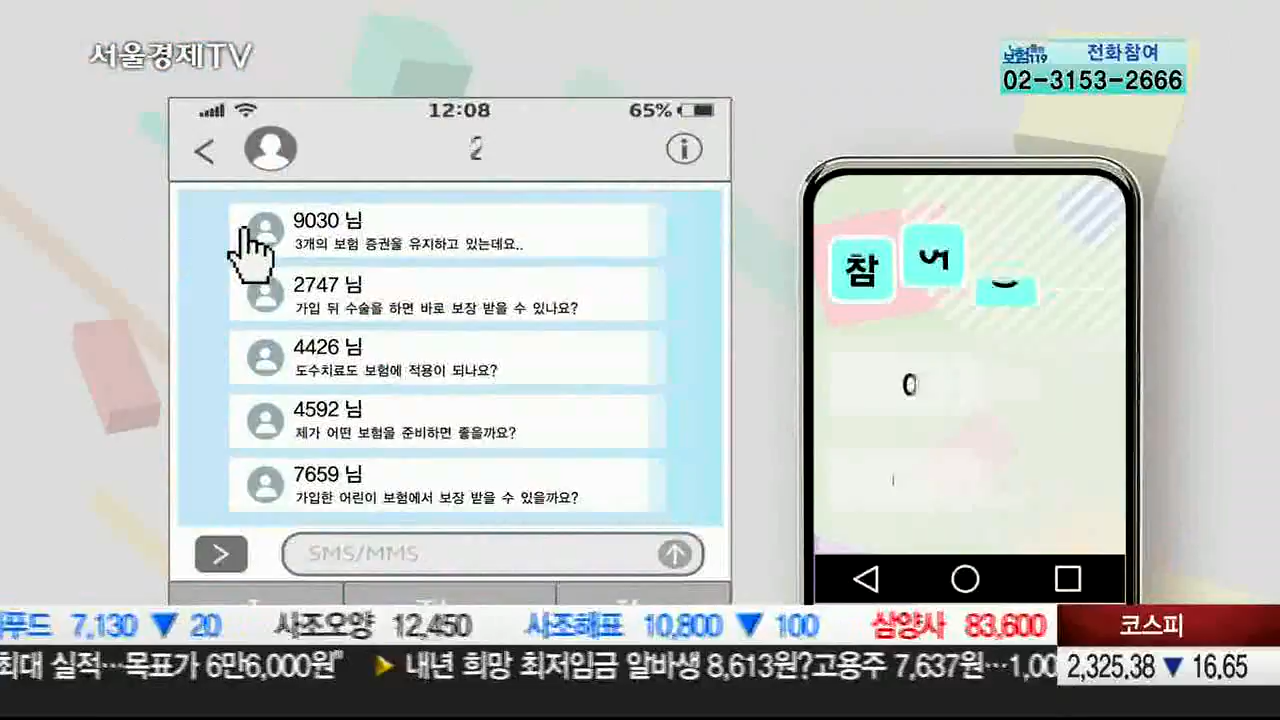 서울경제TV
보험 119 전화참여
02-3153-2666
12:08 65%
2
9030 님
3개의 보험 증권을 유지하고 있는데요..
2747 님
가입 뒤 수술을 하면 바로 보장 받을 수 있나요?
4426 님
도수치료도 보험에 적용이 되나요?
4592 님
제가 어떤 보험을 준비하면 좋을까요?
7659 님
가입한 어린이 보험에서 보장 받을 수 있을까요?
SMS/MMS
참여
0
푸드 7,130 ▼ 20 사조오양 12,450 사조해표 10,800 ▼ 100 삼양사 83,600 코스피
최대 실적…목표가 6만6,000원" ▶ 내년 희망 최저임금 알바생 8,613원?고용주 7,637원…1,00 2,325.38 ▼ 16.65